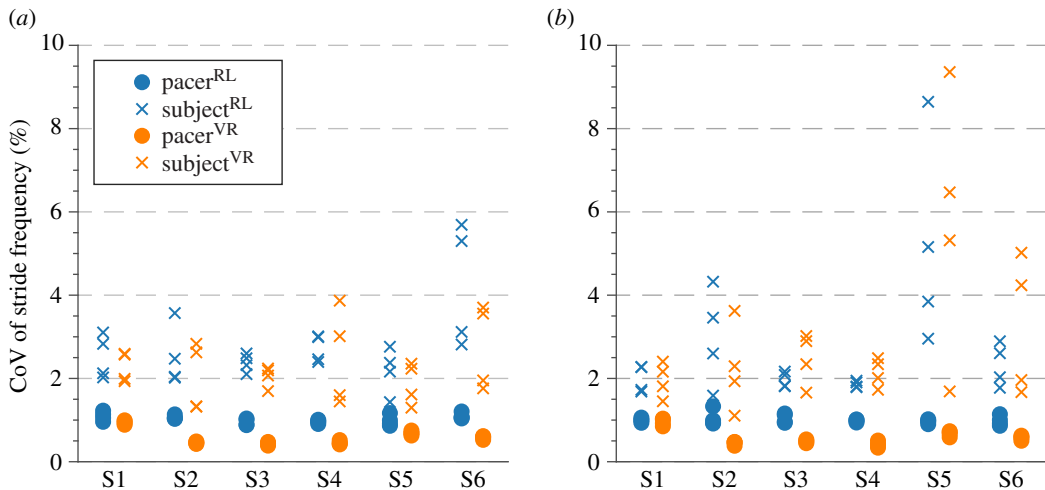 (a)
(b)
CoV of stride frequency (%)
10
8
6
4
2
0
pacer^RL
subject^RL
pacer^VR
subject^VR
S1 S2 S3 S4 S5 S6
10
8
6
4
2
0
S1 S2 S3 S4 S5 S6